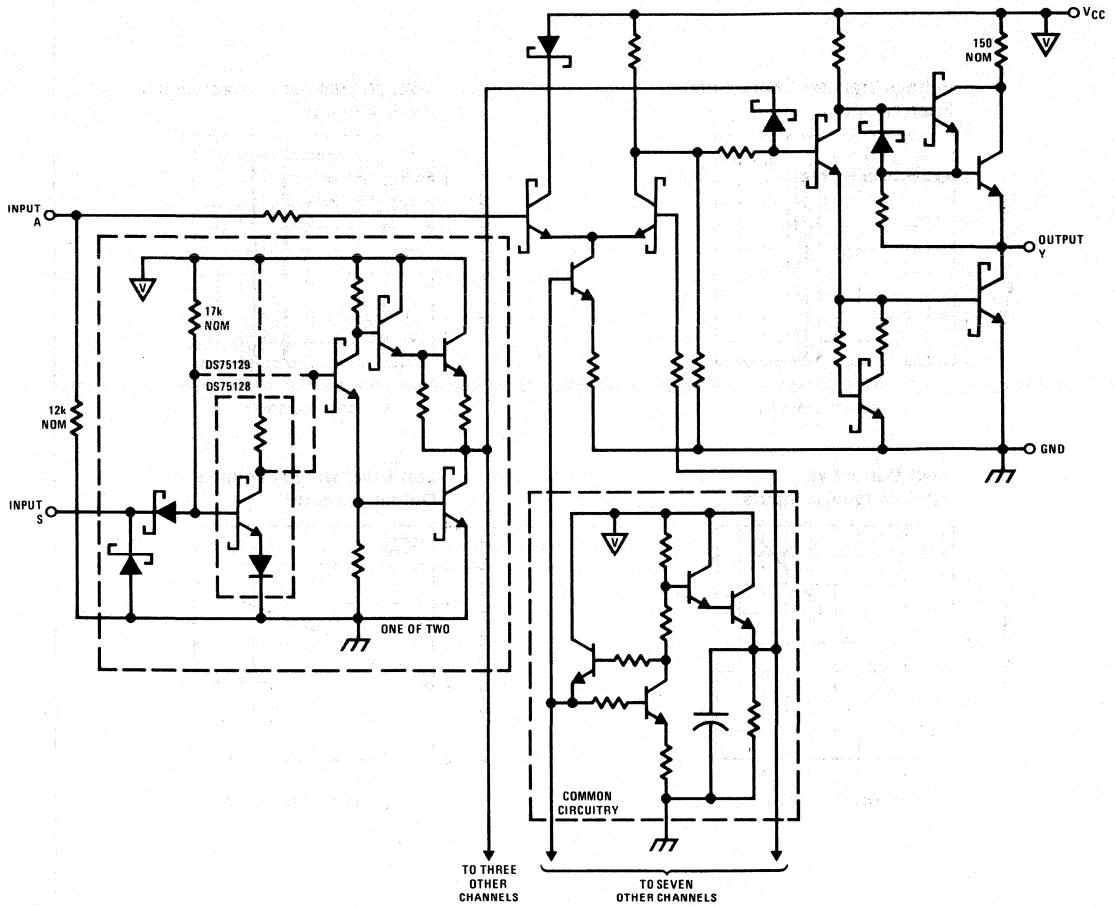 VCC
V
150
NOM
INPUT
A
OUTPUT
Y
V
17k
NOM
DS75129
DS75128
12k
NOM
GND
INPUT
S
ONE OF TWO
V
COMMON
CIRCUITRY
TO THREE
OTHER
CHANNELS
TO SEVEN
OTHER CHANNELS